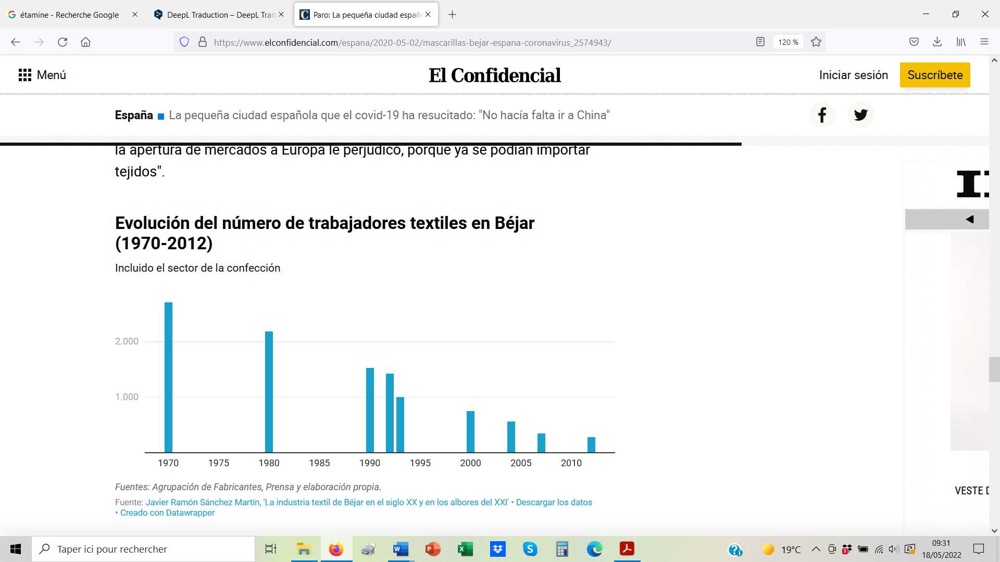 étamine - Recherche Google
DeepL Traduction – DeepL Tran
Paro: La pequeña ciudad españo
https://www.elconfidencial.com/espana/2020-05-02/mascarillas-bejar-espana-coronavirus_2574943/
120 %
Menú
El Confidencial
Iniciar sesión
Suscríbete
España
La pequeña ciudad española que el covid-19 ha resucitado: "No hacía falta ir a China"
la apertura de mercados a Europa le perjudicó, porque ya se podían importar
tejidos".
Evolución del número de trabajadores textiles en Béjar
(1970-2012)
Incluido el sector de la confección
2.000
1.000
1970 1975 1980 1985 1990 1995 2000 2005 2010
Fuentes: Agrupación de Fabricantes, Prensa y elaboración propia.
Fuente: Javier Ramón Sánchez Martín, 'La industria textil de Béjar en el siglo XX y en los albores del XXI' • Descargar los datos
• Creado con Datawrapper
VESTE
Taper ici pour rechercher
19°C
3
09:31
18/05/2022